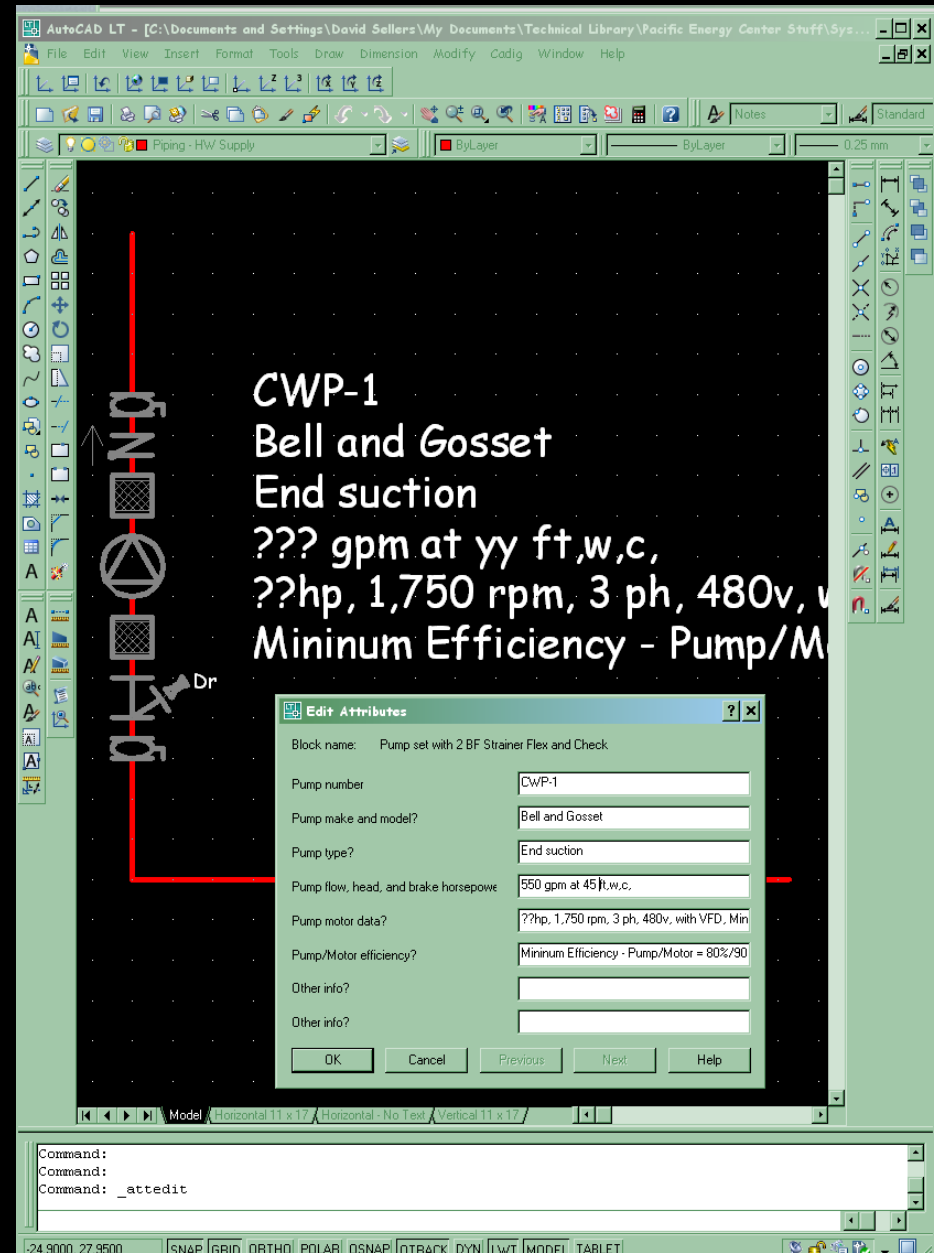 AutoCAD LT - [C:\Documents and Settings\David Sellers\My Documents\Technical Library\Pacific Energy Center Stuff\Sys...
File Edit View Insert Format Tools Draw Dimension Modify Cadig Window Help
Notes Standard
Piping - HW Supply ByLayer ByLayer 0.25 mm
CWP-1
Bell and Gosset
End suction
??? gpm at yy ft,w,c,
??hp, 1,750 rpm, 3 ph, 480v,
Mininum Efficiency - Pump/M
Dr
Edit Attributes
Block name: Pump set with 2 BF Strainer Flex and Check
Pump number CWP-1
Pump make and model? Bell and Gosset
Pump type? End suction
Pump flow, head, and brake horsepowe 550 gpm at 45 ft,w,c,
Pump motor data? ??hp, 1,750 rpm, 3 ph, 480v, with VFD, Min
Pump/Motor efficiency? Mininum Efficiency - Pump/Motor = 80%/90
Other info?
Other info?
OK Cancel Previous Next Help
Model Horizontal 11 x 17 Horizontal - No Text Vertical 11 x 17
Command:
Command:
Command: _attedit
-24.9000, 27.9500 SNAP GRID ORTHO POLAR OSNAP OTRACK DYN LWT MODEL TABLET